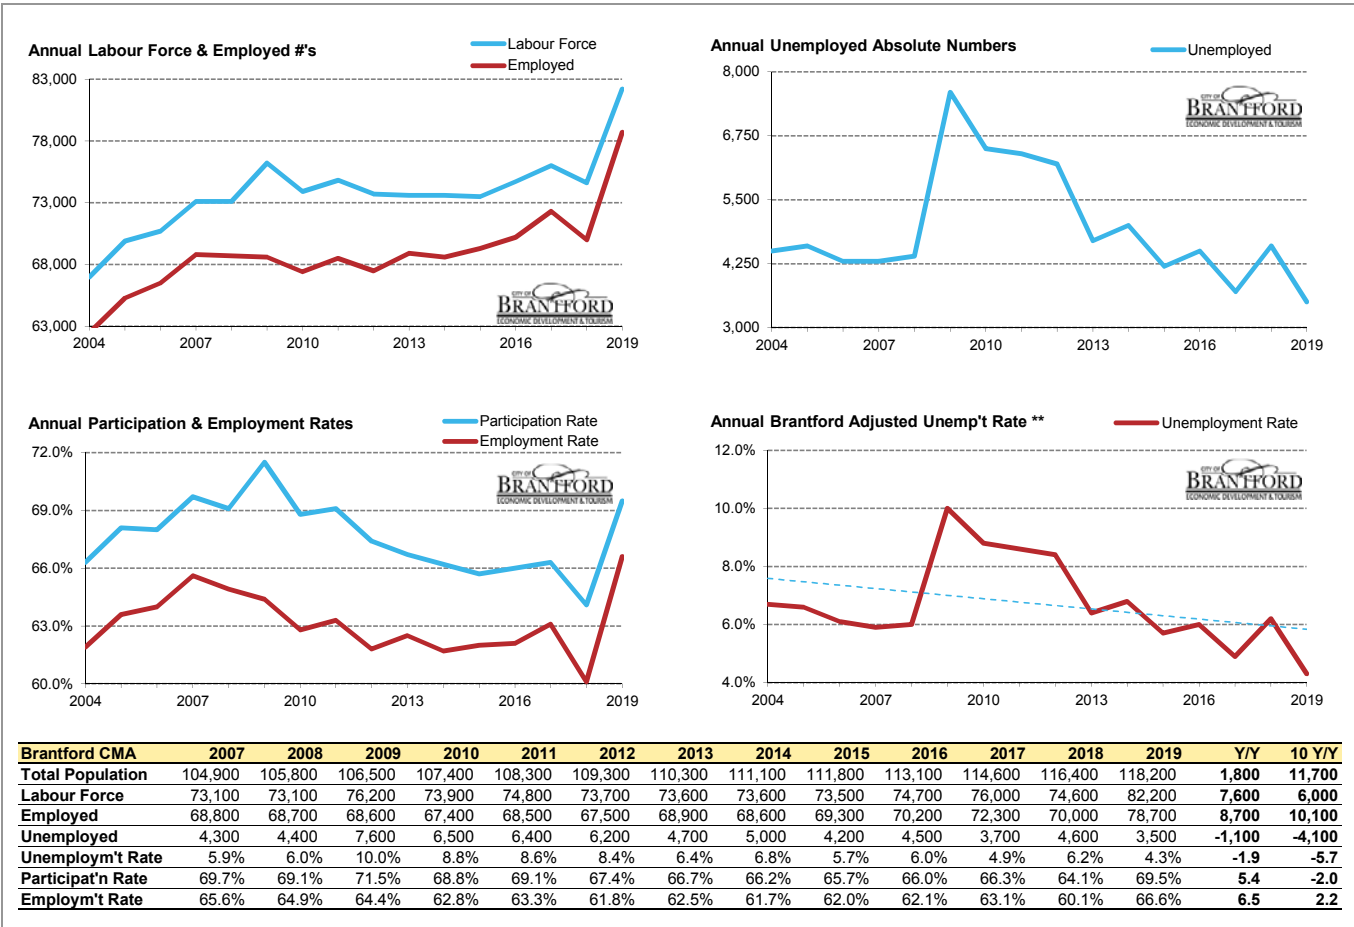 Annual Labour Force & Employed #'s
Labour Force
Employed
83,000
78,000
73,000
68,000
63,000
2004 2007 2010 2013 2016 2019
CITY OF
BRANTFORD
ECONOMIC DEVELOPMENT & TOURISM
Annual Unemployed Absolute Numbers
Unemployed
8,000
6,750
5,500
4,250
3,000
2004 2007 2010 2013 2016 2019
CITY OF
BRANTFORD
ECONOMIC DEVELOPMENT & TOURISM
Annual Participation & Employment Rates
Participation Rate
Employment Rate
72.0%
69.0%
66.0%
63.0%
60.0%
2004 2007 2010 2013 2016 2019
CITY OF
BRANTFORD
ECONOMIC DEVELOPMENT & TOURISM
Annual Brantford Adjusted Unemp't Rate **
Unemployment Rate
12.0%
10.0%
8.0%
6.0%
4.0%
2004 2007 2010 2013 2016 2019
CITY OF
BRANTFORD
ECONOMIC DEVELOPMENT & TOURISM
Brantford CMA 2007 2008 2009 2010 2011 2012 2013 2014 2015 2016 2017 2018 2019 Y/Y 10 Y/Y
Total Population 104,900 105,800 106,500 107,400 108,300 109,300 110,300 111,100 111,800 113,100 114,600 116,400 118,200 1,800 11,700
Labour Force 73,100 73,100 76,200 73,900 74,800 73,700 73,600 73,600 73,500 74,700 76,000 74,600 82,200 7,600 6,000
Employed 68,800 68,700 68,600 67,400 68,500 67,500 68,900 68,600 69,300 70,200 72,300 70,000 78,700 8,700 10,100
Unemployed 4,300 4,400 7,600 6,500 6,400 6,200 4,700 5,000 4,200 4,500 3,700 4,600 3,500 -1,100 -4,100
Unemploym't Rate 5.9% 6.0% 10.0% 8.8% 8.6% 8.4% 6.4% 6.8% 5.7% 6.0% 4.9% 6.2% 4.3% -1.9 -5.7
Participat'n Rate 69.7% 69.1% 71.5% 68.8% 69.1% 67.4% 66.7% 66.2% 65.7% 66.0% 66.3% 64.1% 69.5% 5.4 -2.0
Employm't Rate 65.6% 64.9% 64.4% 62.8% 63.3% 61.8% 62.5% 61.7% 62.0% 62.1% 63.1% 60.1% 66.6% 6.5 2.2